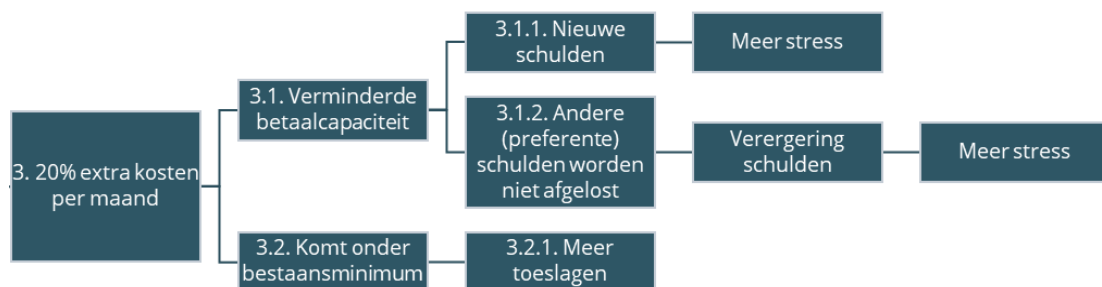 3. 20% extra kosten
per maand
3.1. Verminderde
betaalcapaciteit
3.1.1. Nieuwe
schulden
Meer stress
3.1.2. Andere
(preferente)
schulden worden
niet afgelost
Verergering
schulden
Meer stress
3.2. Komt onder
bestaansminimum
3.2.1. Meer
toeslagen